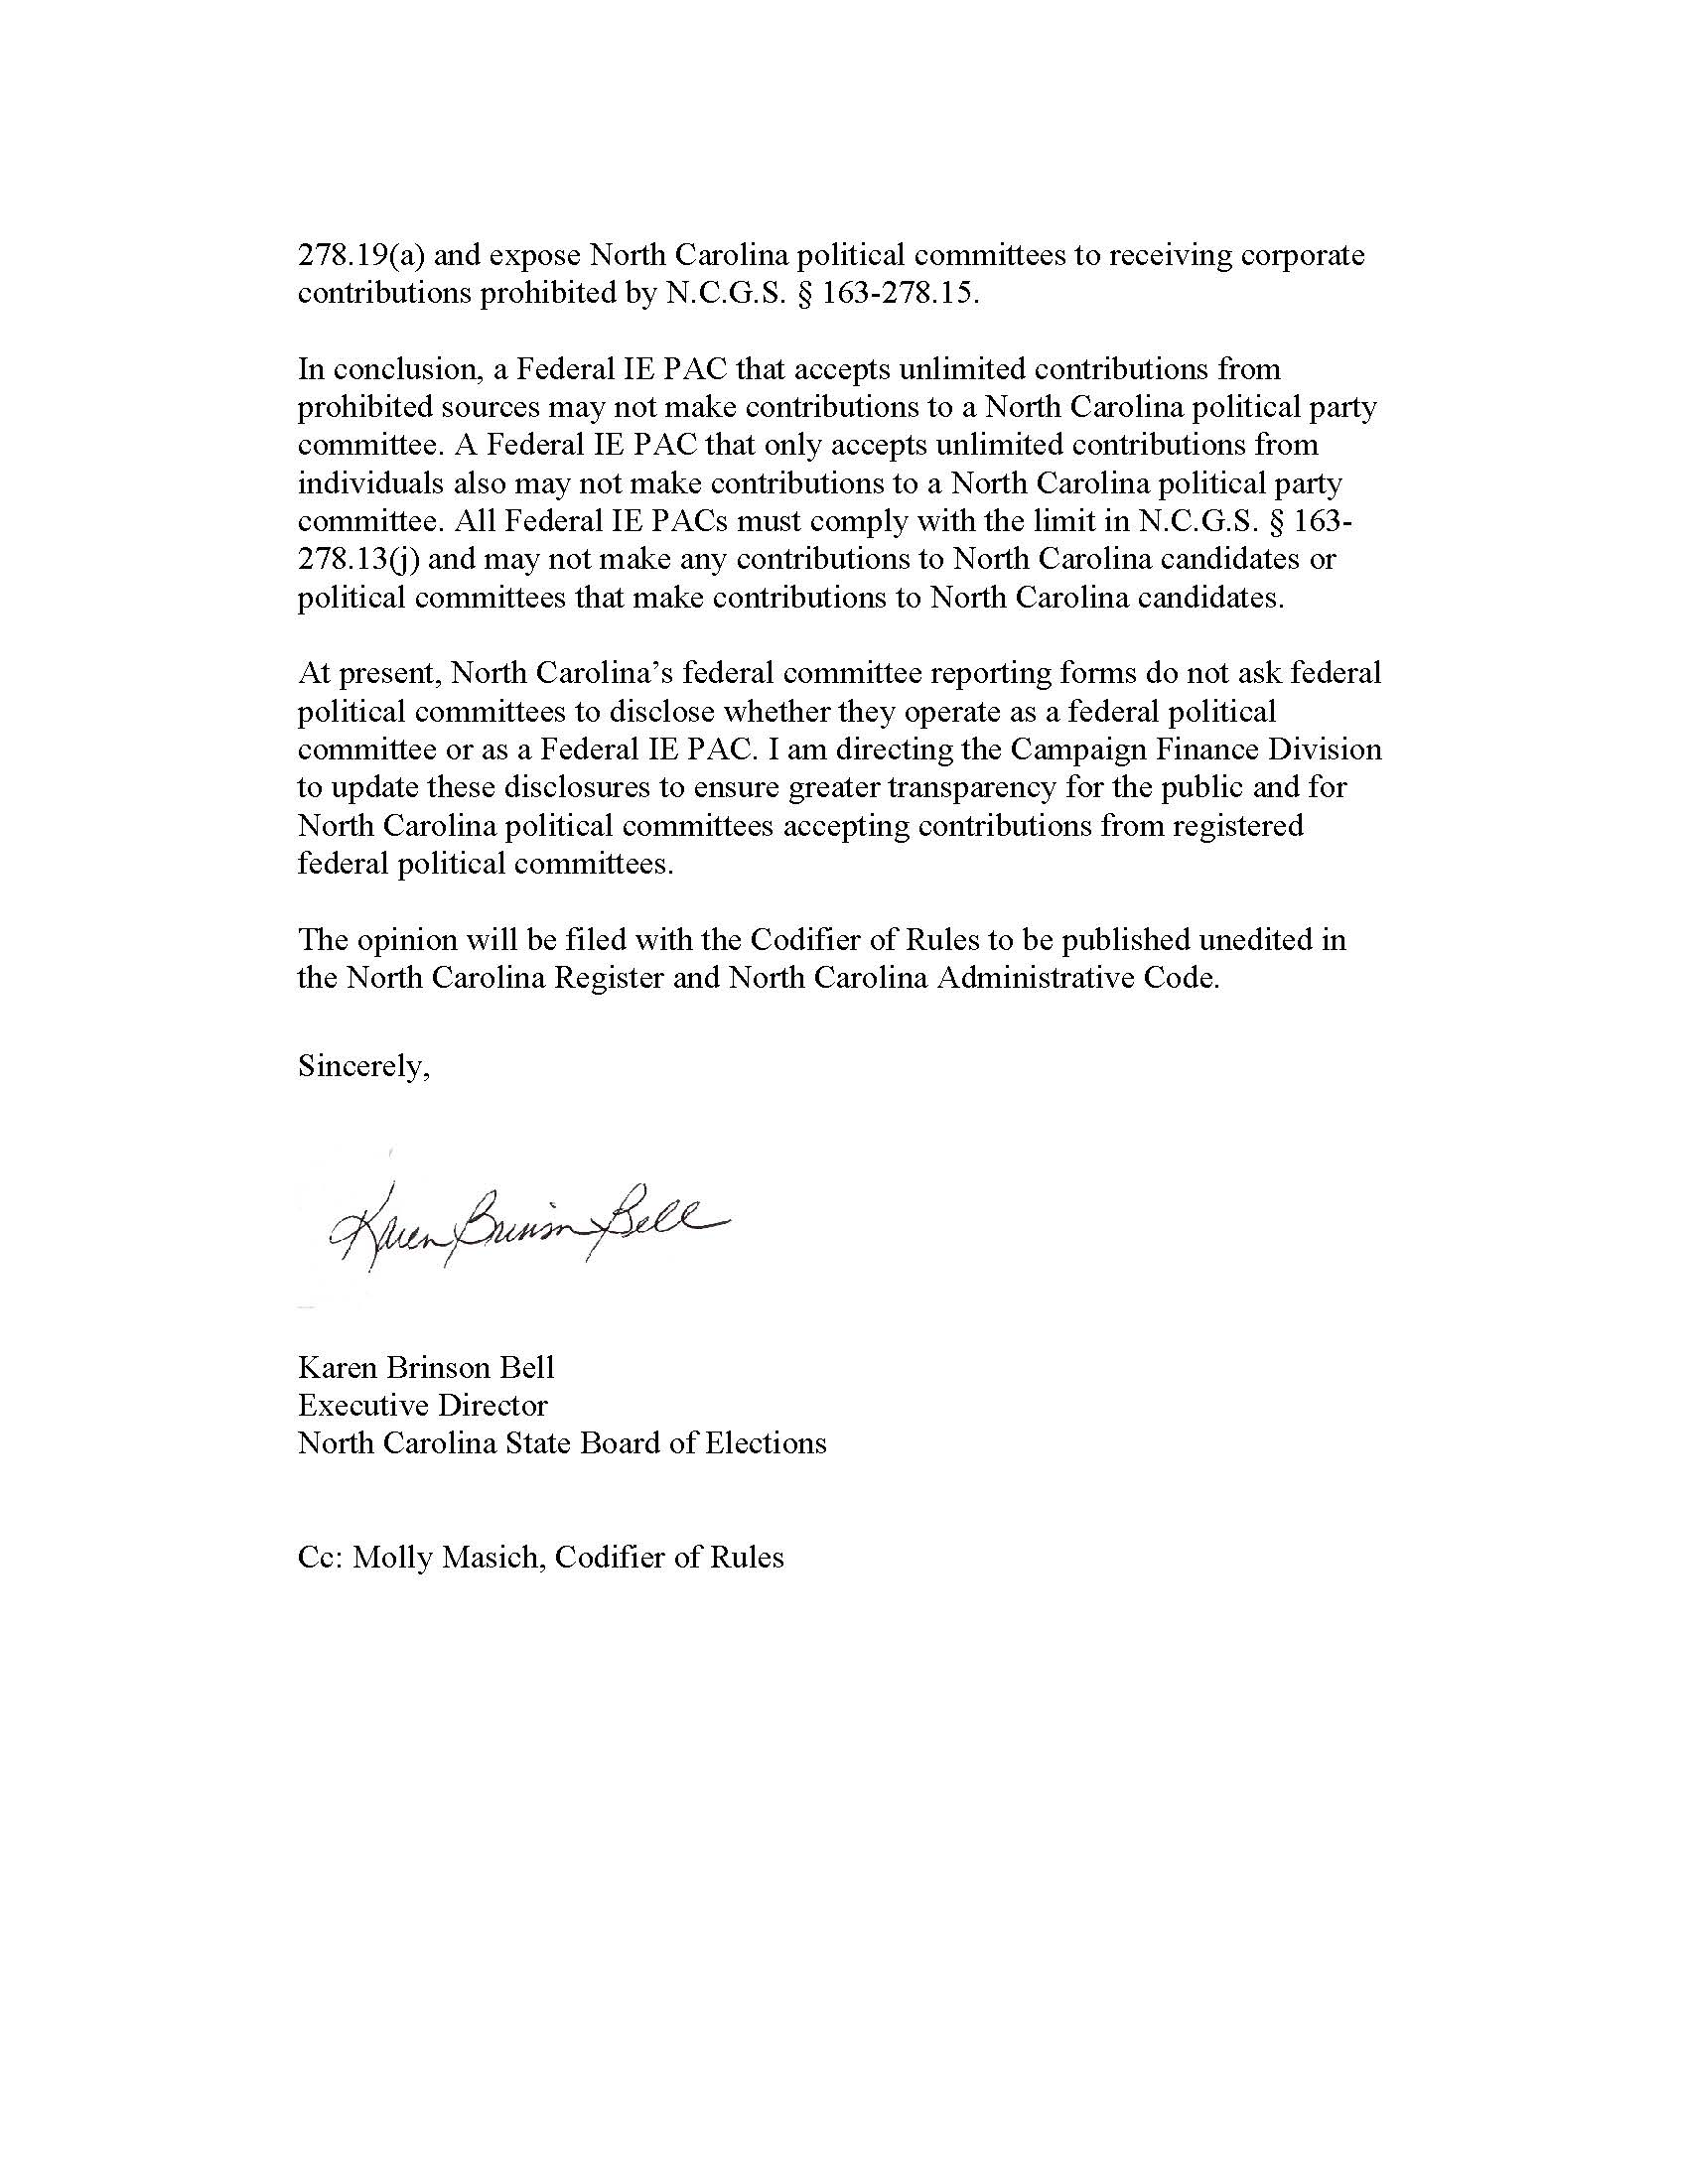 278.19(a) and expose North Carolina political committees to receiving corporate
contributions prohibited by N.C.G.S. § 163-278.15.
In conclusion, a Federal IE PAC that accepts unlimited contributions from
prohibited sources may not make contributions to a North Carolina political party
committee. A Federal IE PAC that only accepts unlimited contributions from
individuals also may not make contributions to a North Carolina political party
committee. All Federal IE PACs must comply with the limit in N.C.G.S. § 163-
278.13(j) and may not make any contributions to North Carolina candidates or
political committees that make contributions to North Carolina candidates.
At present, North Carolina’s federal committee reporting forms do not ask federal
political committees to disclose whether they operate as a federal political
committee or as a Federal IE PAC. I am directing the Campaign Finance Division
to update these disclosures to ensure greater transparency for the public and for
North Carolina political committees accepting contributions from registered
federal political committees.
The opinion will be filed with the Codifier of Rules to be published unedited in
the North Carolina Register and North Carolina Administrative Code.
Sincerely,
Karen Brinson Bell
Karen Brinson Bell
Executive Director
North Carolina State Board of Elections
Cc: Molly Masich, Codifier of Rules